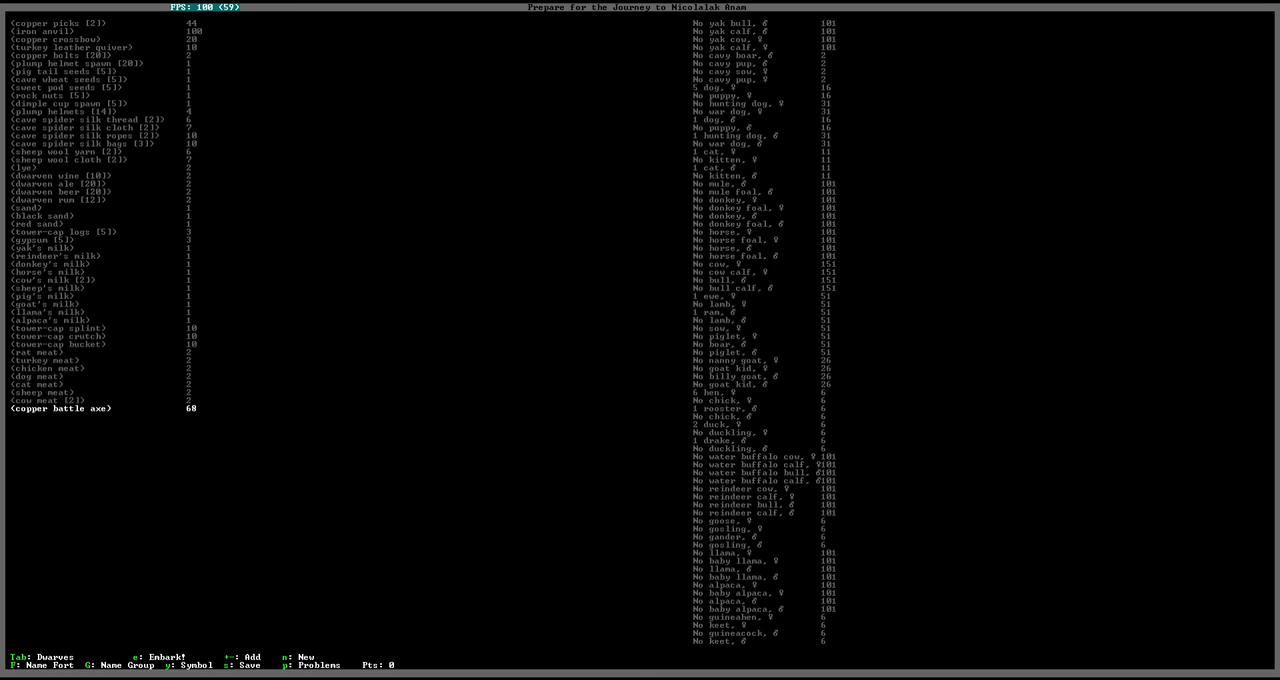 FPS: 100 (59)
Prepare for the Journey to Nicolalak Anam
(copper picks [2]) 44
(iron anvil) 100
(copper crossbow) 20
(turkey leather quiver) 10
(copper bolts [20]) 2
(plump helmet spawn [20]) 1
(pig tail seeds [5]) 1
(cave wheat seeds [5]) 1
(sweet pod seeds [5]) 1
(rock nuts [5]) 1
(dimple cup spawn [5]) 1
(plump helmets [14]) 4
(cave spider silk thread [2]) 6
(cave spider silk cloth [2]) 7
(cave spider silk ropes [2]) 10
(cave spider silk bags [3]) 10
(sheep wool yarn [2]) 6
(sheep wool cloth [2]) 7
(lye) 2
(dwarven wine [10]) 2
(dwarven ale [20]) 2
(dwarven beer [20]) 2
(dwarven rum [12]) 2
(sand) 1
(black sand) 1
(red sand) 1
(tower-cap logs [5]) 3
(gypsum [5]) 3
(yak's milk) 1
(reindeer's milk) 1
(donkey's milk) 1
(horse's milk) 1
(cow's milk [2]) 1
(sheep's milk) 1
(pig's milk) 1
(goat's milk) 1
(llama's milk) 1
(alpaca's milk) 1
(tower-cap splint) 10
(tower-cap crutch) 10
(tower-cap bucket) 10
(rat meat) 2
(turkey meat) 2
(chicken meat) 2
(dog meat) 2
(cat meat) 2
(sheep meat) 2
(cow meat [2]) 2
(copper battle axe) 68
No yak bull, ♂ 101
No yak calf, ♂ 101
No yak cow, ♀ 101
No yak calf, ♀ 101
No cavy boar, ♂ 2
No cavy pup, ♂ 2
No cavy sow, ♀ 2
No cavy pup, ♀ 2
5 dog, ♀ 16
No puppy, ♀ 16
No hunting dog, ♀ 31
No war dog, ♀ 31
1 dog, ♂ 16
No puppy, ♂ 16
1 hunting dog, ♂ 31
No war dog, ♂ 31
1 cat, ♀ 11
No kitten, ♀ 11
1 cat, ♂ 11
No kitten, ♂ 11
No mule, ♂ 101
No mule foal, ♂ 101
No donkey, ♀ 101
No donkey foal, ♀ 101
No donkey, ♂ 101
No donkey foal, ♂ 101
No horse, ♀ 101
No horse foal, ♀ 101
No horse, ♂ 101
No horse foal, ♂ 101
No cow, ♀ 151
No cow calf, ♀ 151
No bull, ♂ 151
No bull calf, ♂ 151
1 ewe, ♀ 51
No lamb, ♀ 51
1 ram, ♂ 51
No lamb, ♂ 51
No sow, ♀ 51
No piglet, ♀ 51
No boar, ♂ 51
No piglet, ♂ 51
No nanny goat, ♀ 26
No goat kid, ♀ 26
No billy goat, ♂ 26
No goat kid, ♂ 26
6 hen, ♀ 6
No chick, ♀ 6
1 rooster, ♂ 6
No chick, ♂ 6
2 duck, ♀ 6
No duckling, ♀ 6
1 drake, ♂ 6
No duckling, ♂ 6
No water buffalo cow, ♀ 101
No water buffalo calf, ♀101
No water buffalo bull, ♂101
No water buffalo calf, ♂101
No reindeer cow, ♀ 101
No reindeer calf, ♀ 101
No reindeer bull, ♂ 101
No reindeer calf, ♂ 101
No goose, ♀ 6
No gosling, ♀ 6
No gander, ♂ 6
No gosling, ♂ 6
No llama, ♀ 101
No baby llama, ♀ 101
No llama, ♂ 101
No baby llama, ♂ 101
No alpaca, ♀ 101
No baby alpaca, ♀ 101
No alpaca, ♂ 101
No baby alpaca, ♂ 101
No guineahen, ♀ 6
No keet, ♀ 6
No guineacock, ♂ 6
No keet, ♂ 6
Tab: Dwarves e: Embark! +-: Add n: New
F: Name Fort G: Name Group y: Symbol s: Save p: Problems Pts: 0